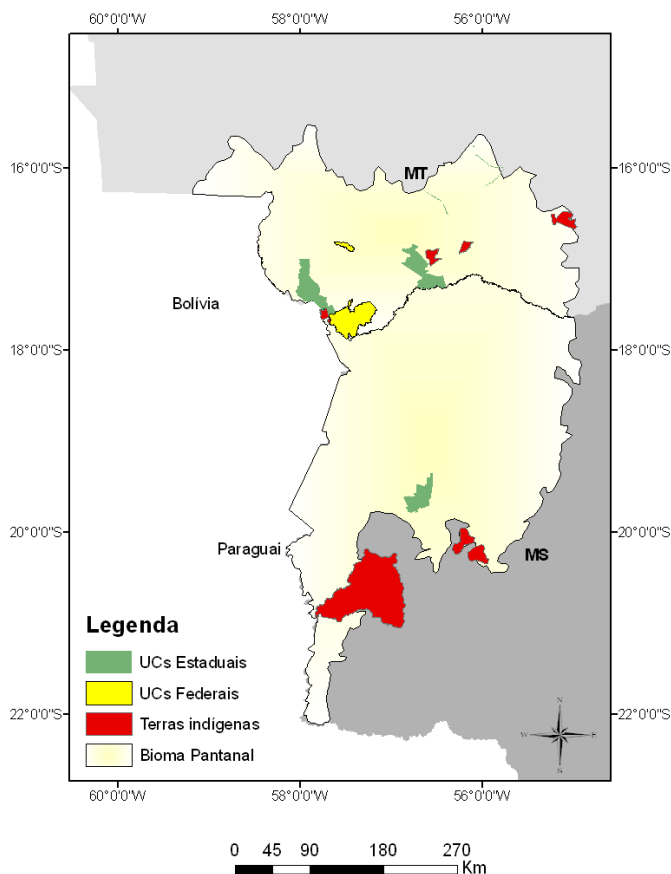 60°0'0"W 58°0'0"W 56°0'0"W
16°0'0"S 16°0'0"S
MT
Bolívia
18°0'0"S 18°0'0"S
20°0'0"S 20°0'0"S
Paraguai
MS
Legenda
UCs Estaduais
UCs Federais
Terras indígenas
Bioma Pantanal
22°0'0"S 22°0'0"S
N
W E
S
60°0'0"W 58°0'0"W 56°0'0"W
0 45 90 180 270
Km